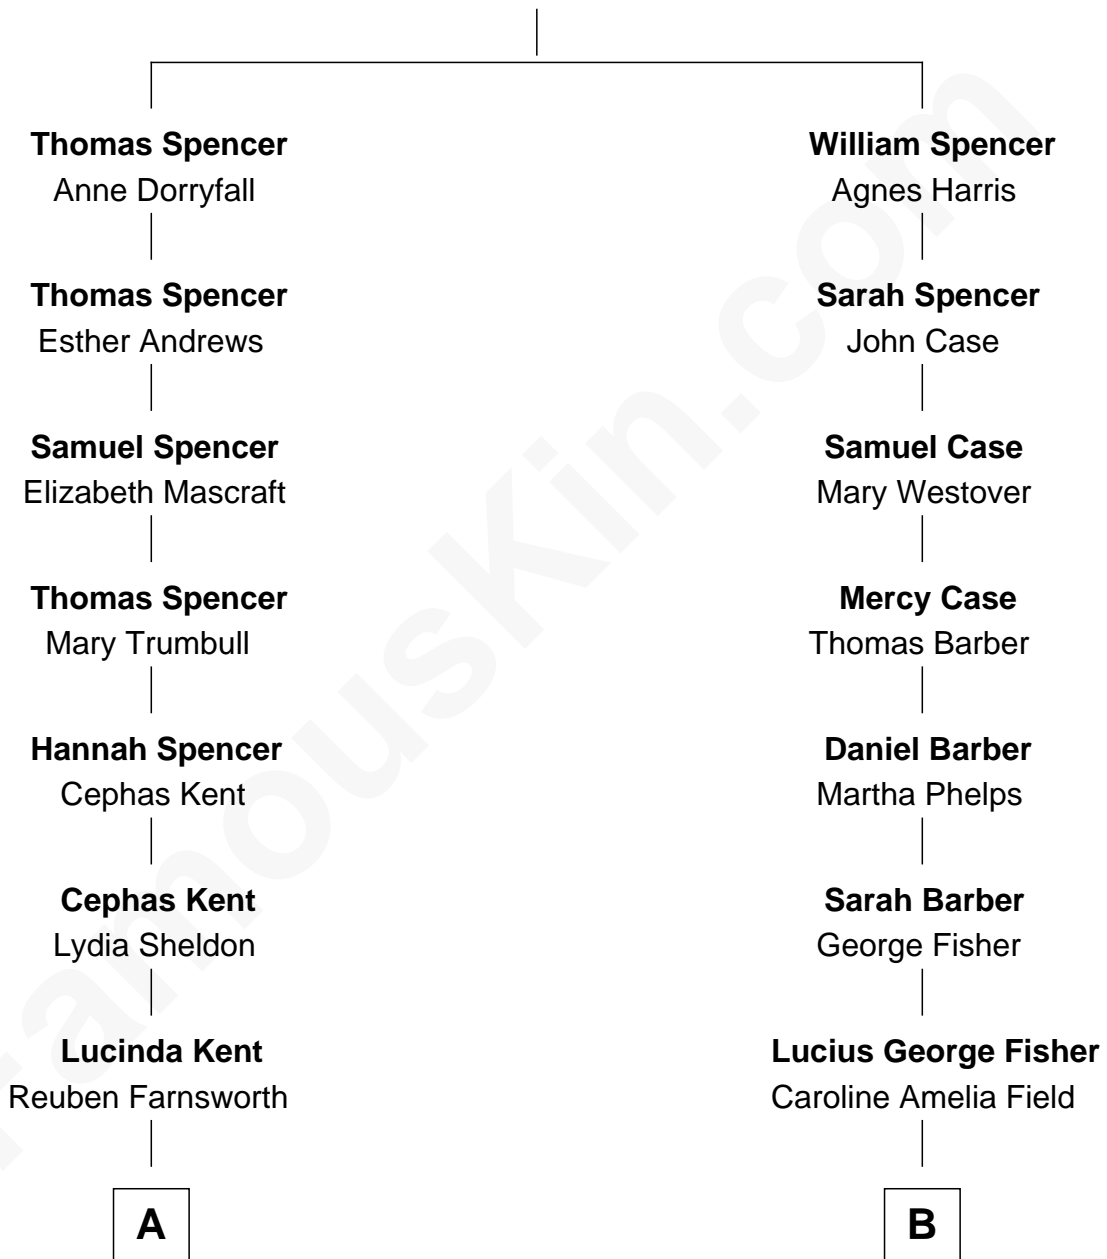 Thomas Spencer
Anne Dorryfall
Thomas Spencer
Esther Andrews
Samuel Spencer
Elizabeth Mascraft
Thomas Spencer
Mary Trumbull
Hannah Spencer
Cephas Kent
Cephas Kent
Lydia Sheldon
Lucinda Kent
Reuben Farnsworth
A
William Spencer
Agnes Harris
Sarah Spencer
John Case
Samuel Case
Mary Westover
Mercy Case
Thomas Barber
Daniel Barber
Martha Phelps
Sarah Barber
George Fisher
Lucius George Fisher
Caroline Amelia Field
B
FamousKin.com